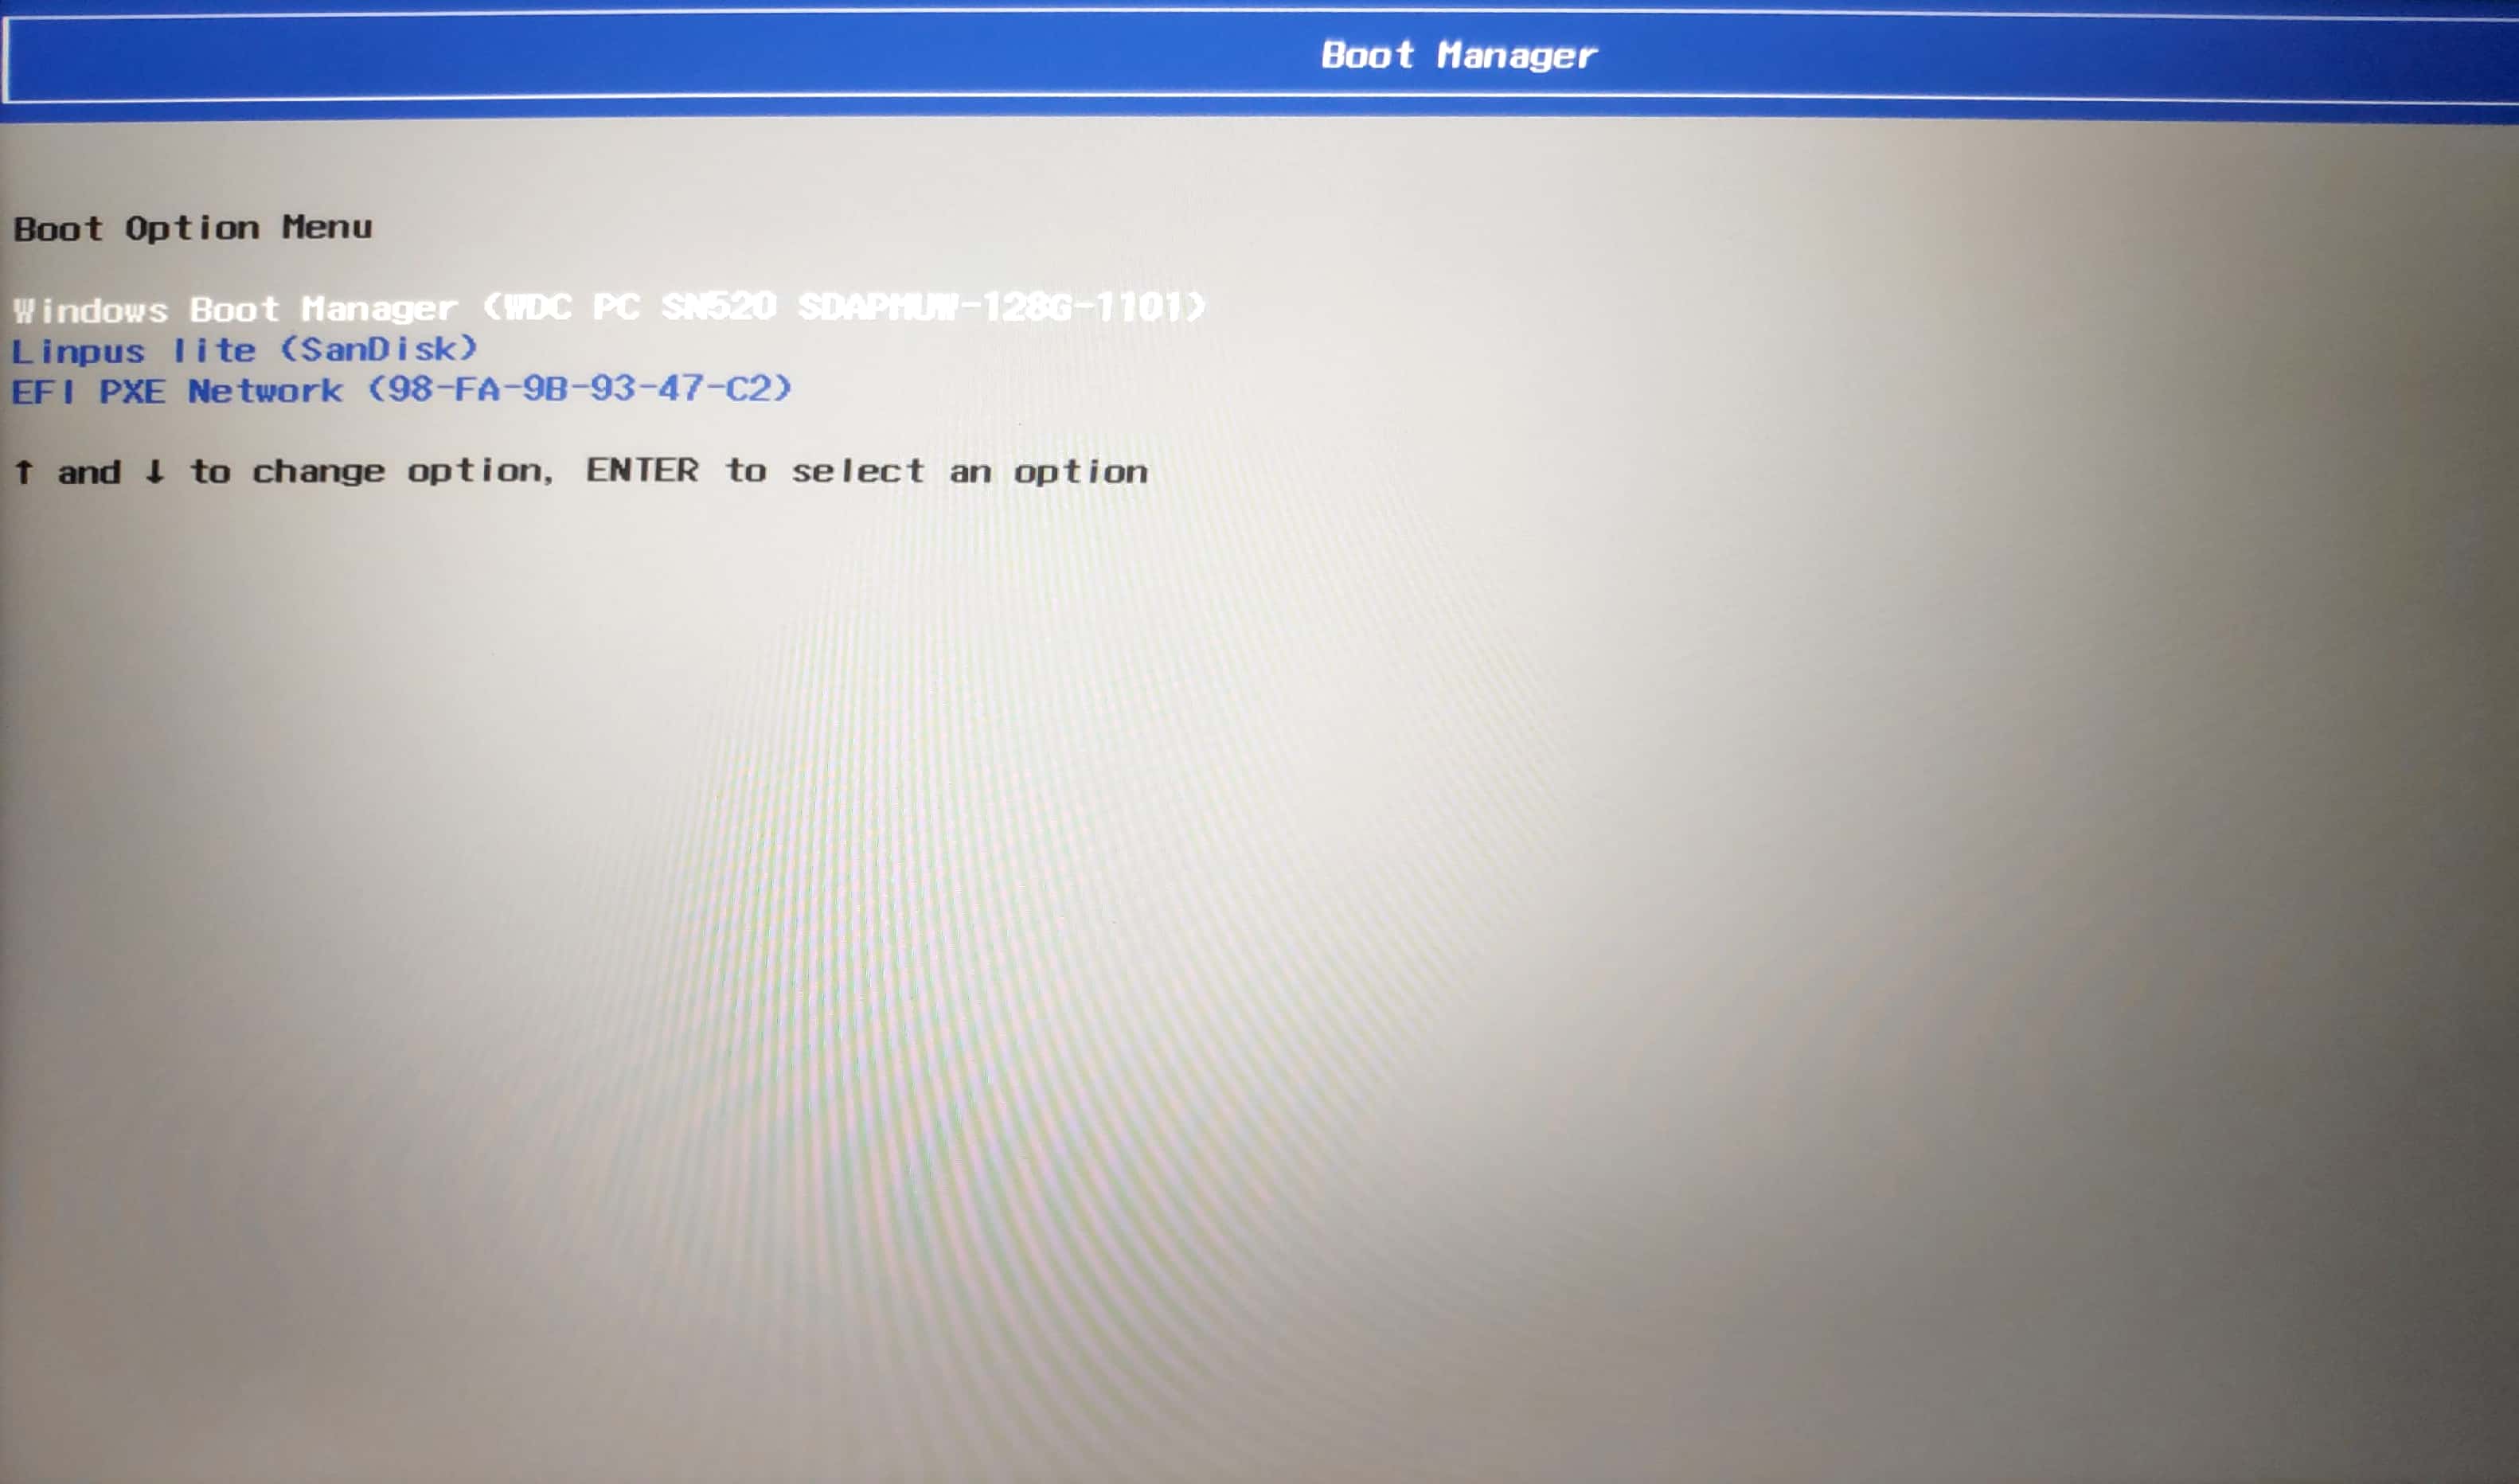 Boot Manager
Boot Option Menu
Windows Boot Manager (WDC PC SN520 SDAPMUW-128G-1101)
Linpus lite (SanDisk)
EFI PXE Network (98-FA-9B-93-47-C2)
↑ and ↓ to change option, ENTER to select an option